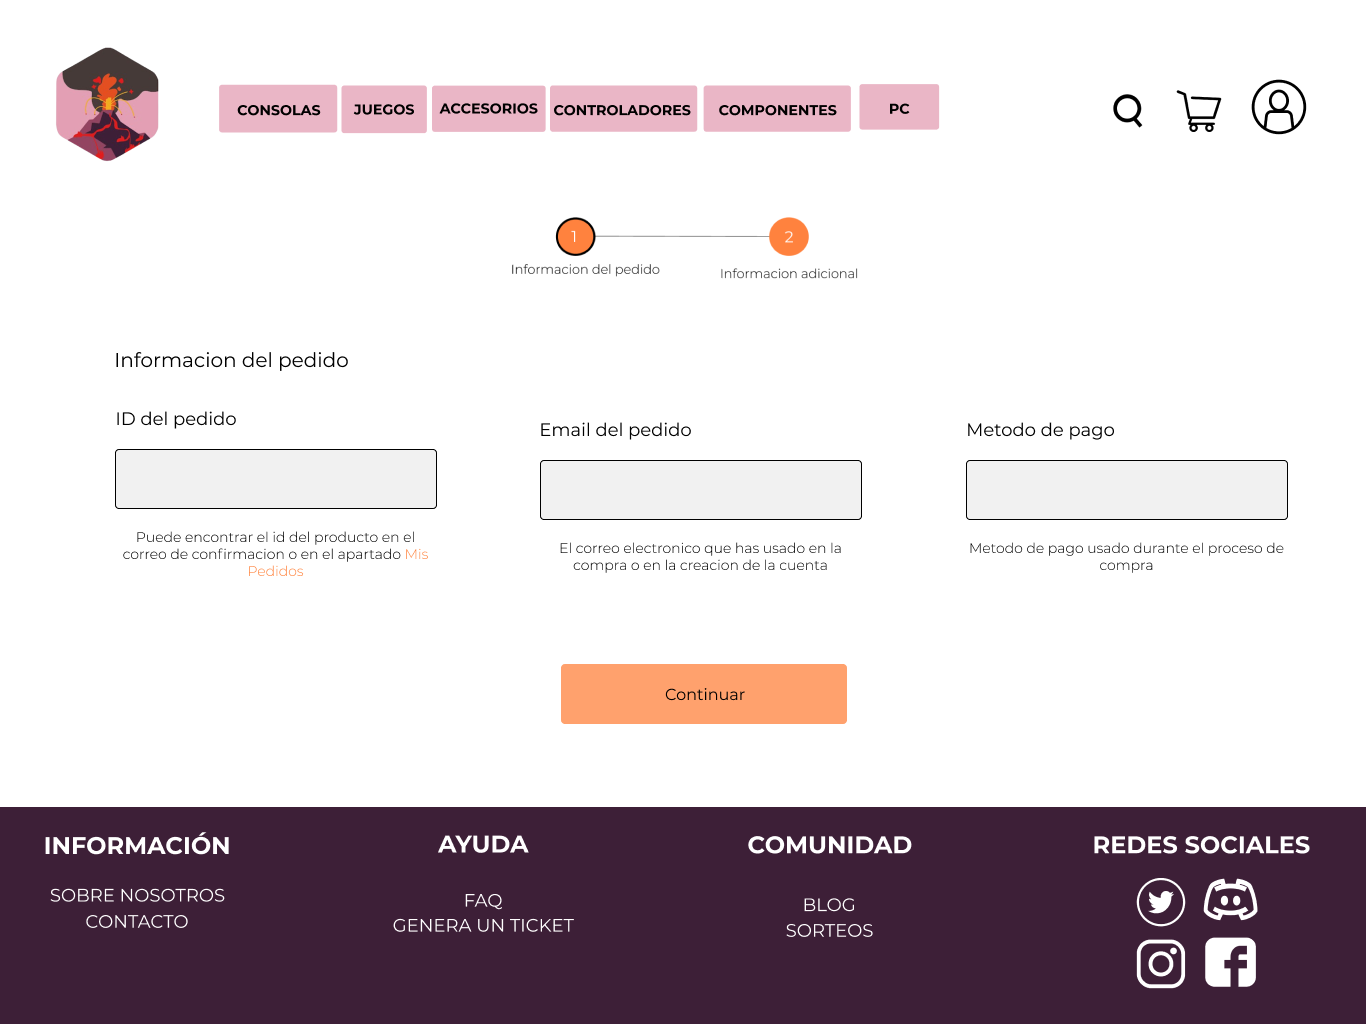 CONSOLAS
JUEGOS
ACCESORIOS
CONTROLADORES
COMPONENTES
PC
1
2
Informacion del pedido
Informacion adicional
Informacion del pedido
ID del pedido
Puede encontrar el id del producto en el
correo de confirmacion o en el apartado Mis
Pedidos
Email del pedido
El correo electronico que has usado en la
compra o en la creacion de la cuenta
Metodo de pago
Metodo de pago usado durante el proceso de
compra
Continuar
INFORMACIÓN
SOBRE NOSOTROS
CONTACTO
AYUDA
FAQ
GENERA UN TICKET
COMUNIDAD
BLOG
SORTEOS
REDES SOCIALES